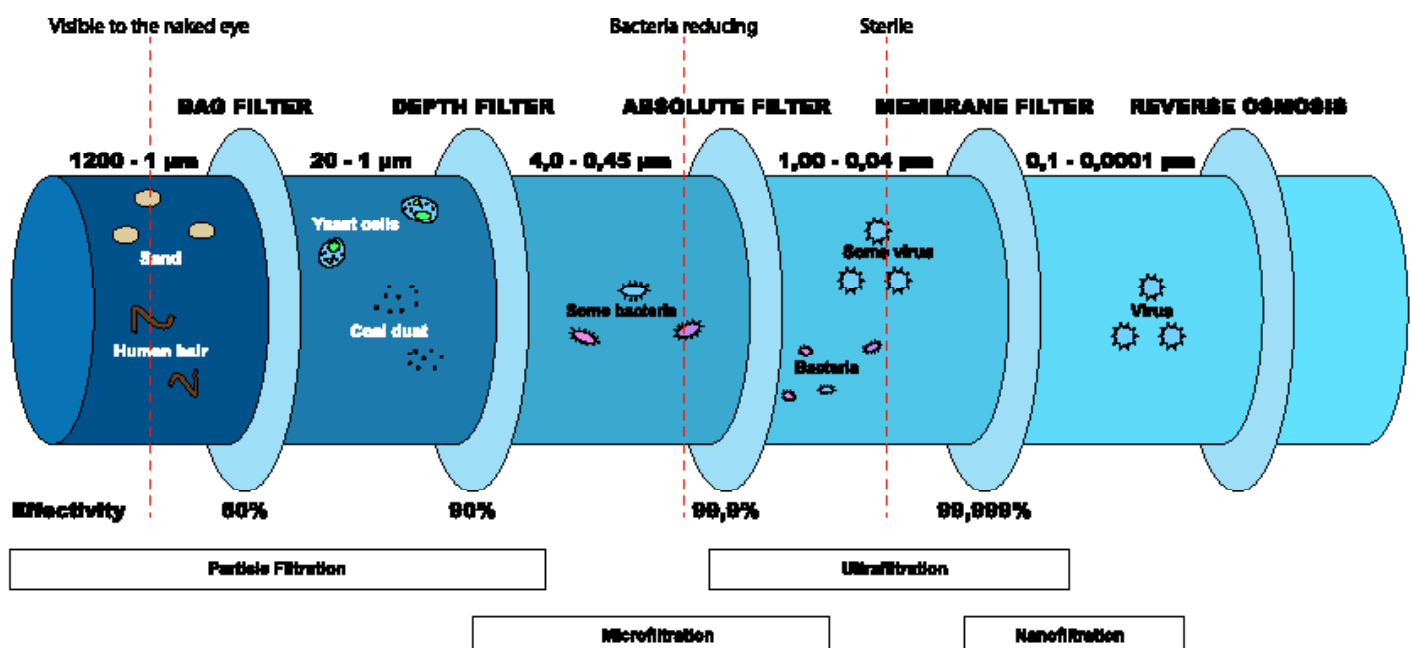 Visible to the naked eye
Bacteria reducing
Sterile
BAG FILTER
DEPTH FILTER
ABSOLUTE FILTER
MEMBRANE FILTER
REVERSE OSMOSIS
1200 - 1 µm
20 - 1 µm
4,0 - 0,45 µm
1,00 - 0,04 µm
0,1 - 0,0001 µm
Sand
Human hair
Yeast cells
Coal dust
Some bacteria
Some virus
Bacteria
Virus
Effectivity
90%
99,9%
99,999%
Particle Filtration
Ultrafiltration
Microfiltration
Nanofiltration